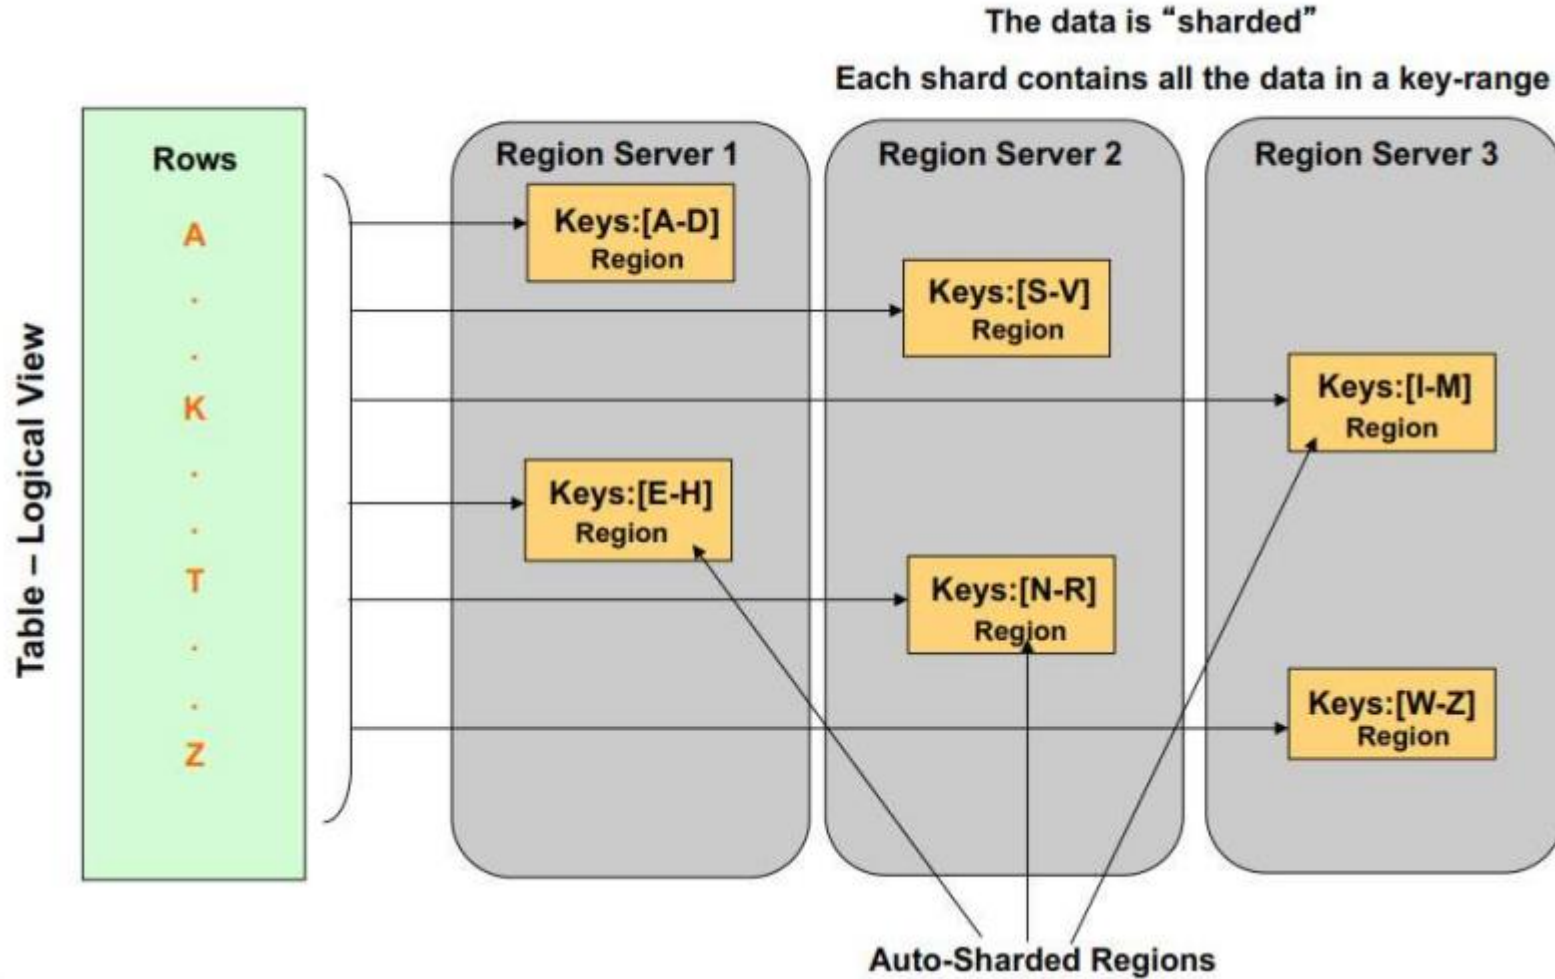 The data is “sharded”
Each shard contains all the data in a key-range
Table – Logical View
Rows
A
.
.
K
.
.
T
.
.
Z
Region Server 1
Keys:[A-D]
Region
Keys:[E-H]
Region
Region Server 2
Keys:[S-V]
Region
Keys:[N-R]
Region
Region Server 3
Keys:[I-M]
Region
Keys:[W-Z]
Region
Auto-Sharded Regions